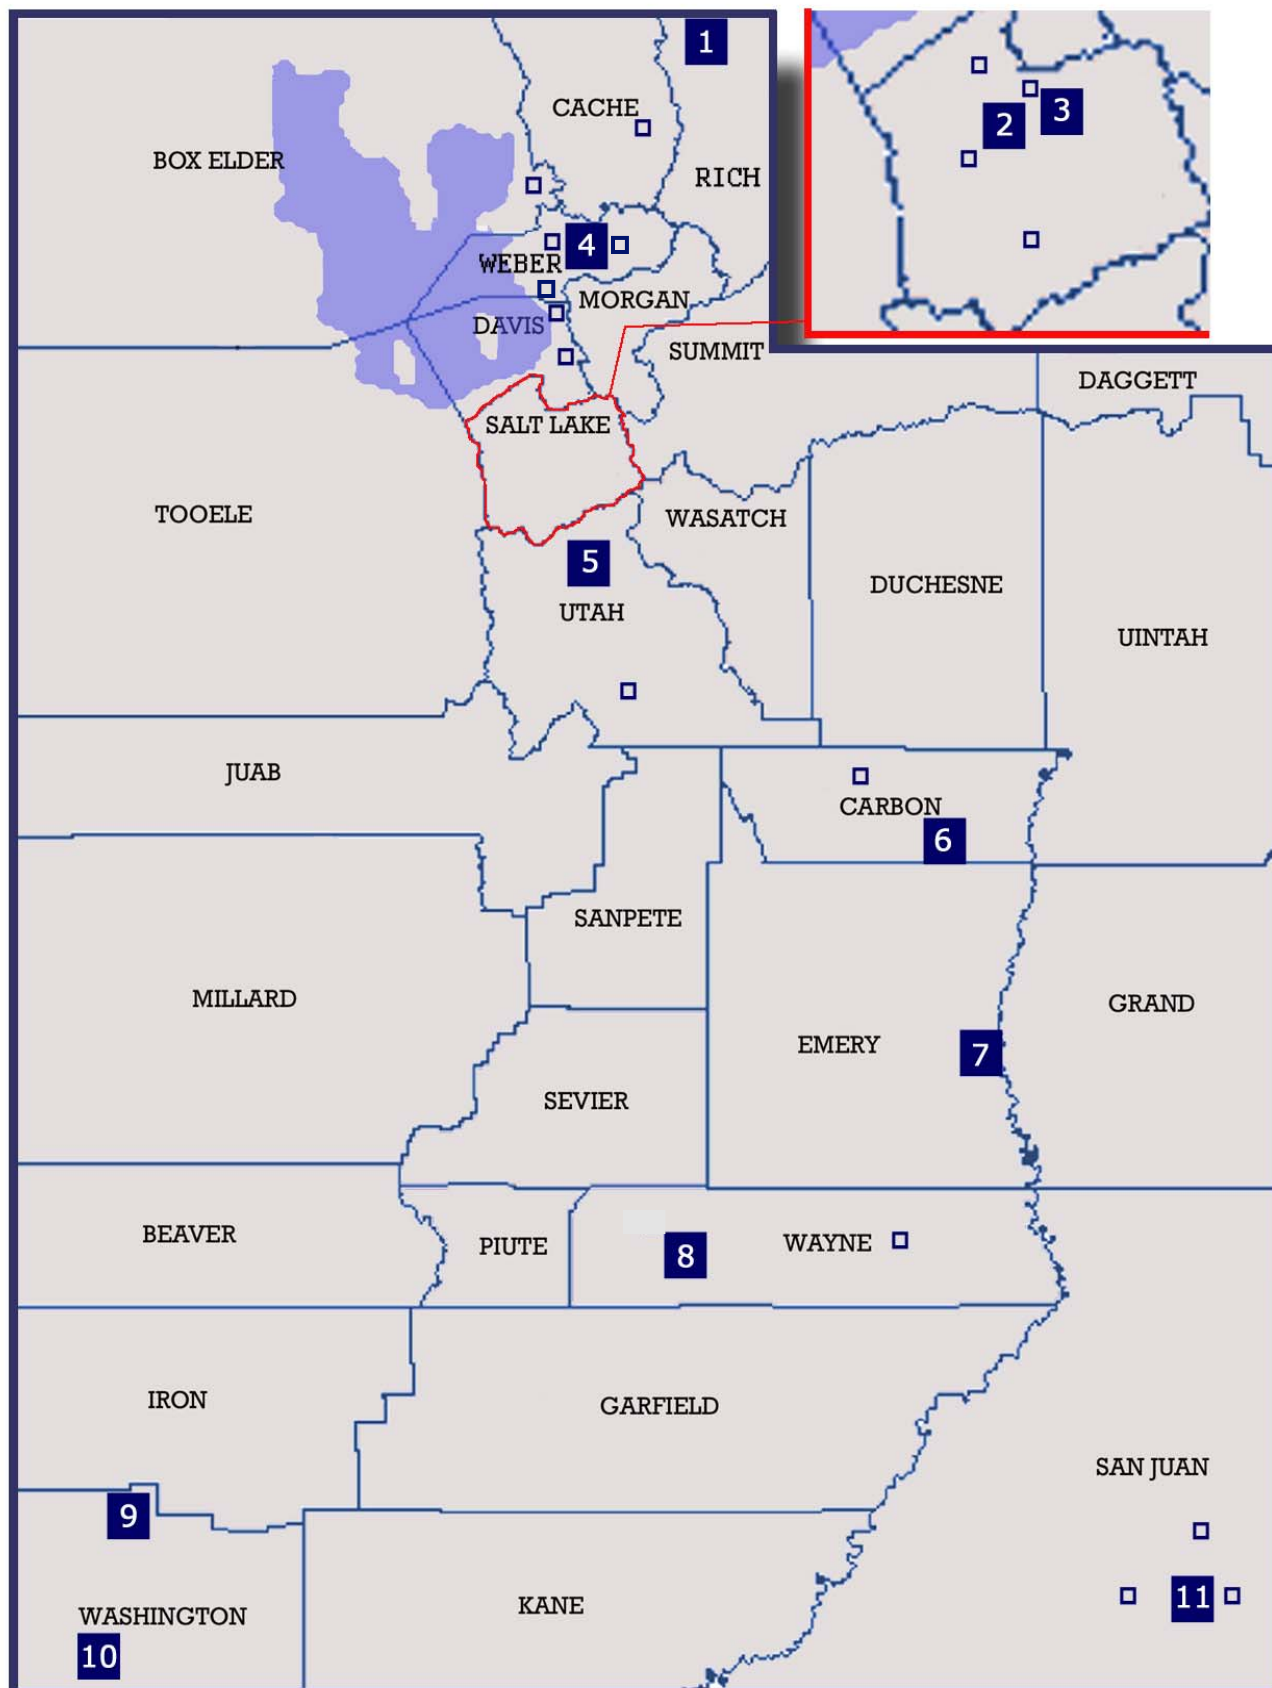 1
CACHE
2
3
BOX ELDER
RICH
4
WEBER
MORGAN
DAVIS
SUMMIT
DAGGETT
SALT LAKE
TOOELE
WASATCH
5
DUCHESNE
UTAH
UINTAH
JUAB
CARBON
6
SANPETE
MILLARD
GRAND
EMERY
7
SEVIER
BEAVER
PIUTE
8
WAYNE
IRON
GARFIELD
SAN JUAN
9
KANE
11
WASHINGTON
10